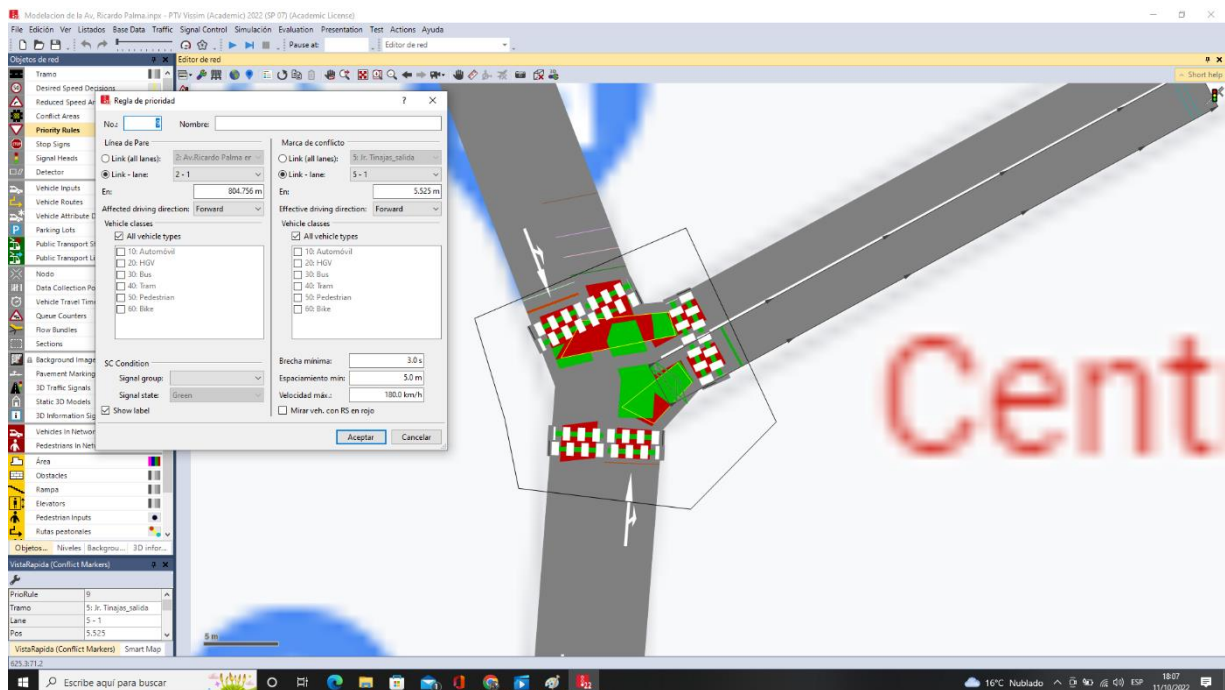 Modelacion de la Av, Ricardo Palma.inpx - PTV Vissim (Academic) 2022 (SP 07) (Academic License)
File Edición Ver Listados Base Data Traffic Signal Control Simulación Evaluation Presentation Test Actions Ayuda
Pause at: Editor de red
Objetos de red
Editor de red
Short help
Tramo
Desired Speed Decisions
Reduced Speed Ar
Conflict Areas
Priority Rules
Stop Signs
Signal Heads
Detector
Vehicle Inputs
Vehicle Routes
Vehicle Attribute D
Parking Lots
Public Transport St
Public Transport Li
Nodo
Data Collection Po
Vehicle Travel Time
Queue Counters
Flow Bundles
Sections
Background Image
Pavement Marking
3D Traffic Signals
Static 3D Models
3D Information Sig
Vehicles In Networ
Pedestrians In Netw
Área
Obstacles
Rampa
Elevators
Pedestrian Inputs
Rutas peatonales
Objetos... Niveles Backgrou... 3D infor...
Regla de prioridad
No.: Nombre:
Línea de Pare
Link (all lanes): 2: Av.Ricardo Palma er
Link - lane: 2 - 1
En: 804.756 m
Affected driving direction: Forward
Vehicle classes
All vehicle types
10: Automóvil
20: HGV
30: Bus
40: Tram
50: Pedestrian
60: Bike
SC Condition
Signal group:
Signal state: Green
Show label
Marca de conflicto
Link (all lanes): 5: Jr. Tinajas_salida
Link - lane: 5 - 1
En: 5.525 m
Effective driving direction: Forward
Vehicle classes
All vehicle types
10: Automóvil
20: HGV
30: Bus
40: Tram
50: Pedestrian
60: Bike
Brecha mínima: 3.0 s
Espaciamiento min: 5.0 m
Velocidad máx.: 180.0 km/h
Mirar veh. con RS en rojo
Aceptar Cancelar
Cent
5 m
VistaRapida (Conflict Markers)
PrioRule 9
Tramo 5: Jr. Tinajas_salida
Lane 5 - 1
Pos 5.525
VistaRapida (Conflict Markers) Smart Map
625.3:71.2
Escribe aquí para buscar
16°C Nublado ESP 18:07
11/10/2022